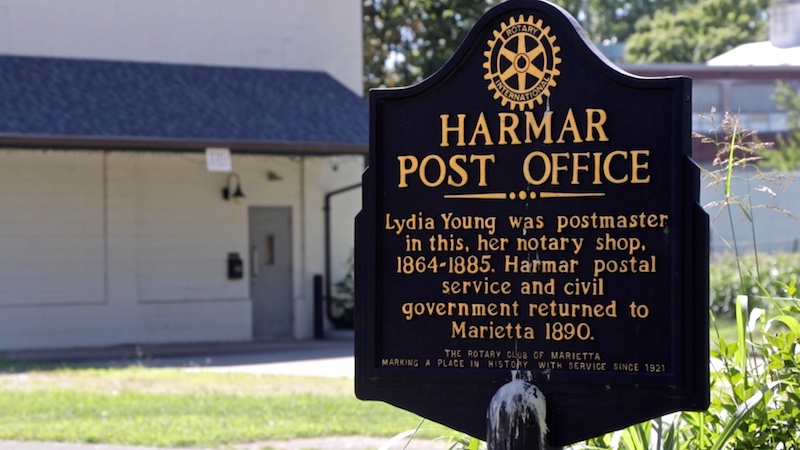 ROTARY
INTERNATIONAL
HARMAR
POST OFFICE
Lydia Young was postmaster
in this, her notary shop,
1864-1885. Harmar postal
service and civil
government returned to
Marietta 1890.
THE ROTARY CLUB OF MARIETTA
MARKING A PLACE IN HISTORY WITH SERVICE SINCE 1921